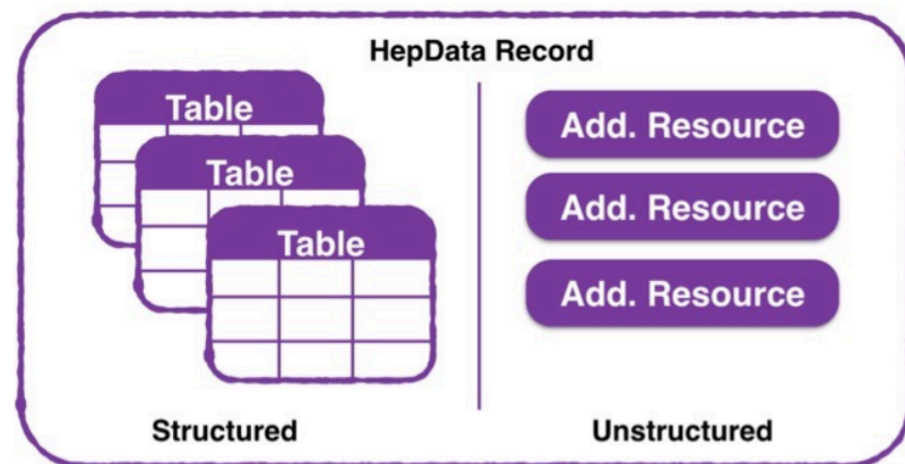 HepData Record
Table
Table
Table
Add. Resource
Add. Resource
Add. Resource
Structured
Unstructured